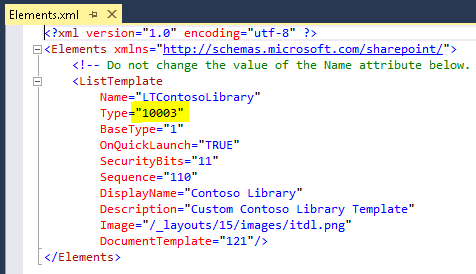 Elements.xml
<?xml version="1.0" encoding="utf-8" ?>
<Elements xmlns="http://schemas.microsoft.com/sharepoint/">
<!-- Do not change the value of the Name attribute below.
<ListTemplate
Name="LTContosoLibrary"
Type="10003"
BaseType="1"
OnQuickLaunch="TRUE"
SecurityBits="11"
Sequence="110"
DisplayName="Contoso Library"
Description="Custom Contoso Library Template"
Image="/_layouts/15/images/itdl.png"
DocumentTemplate="121"/>
</Elements>